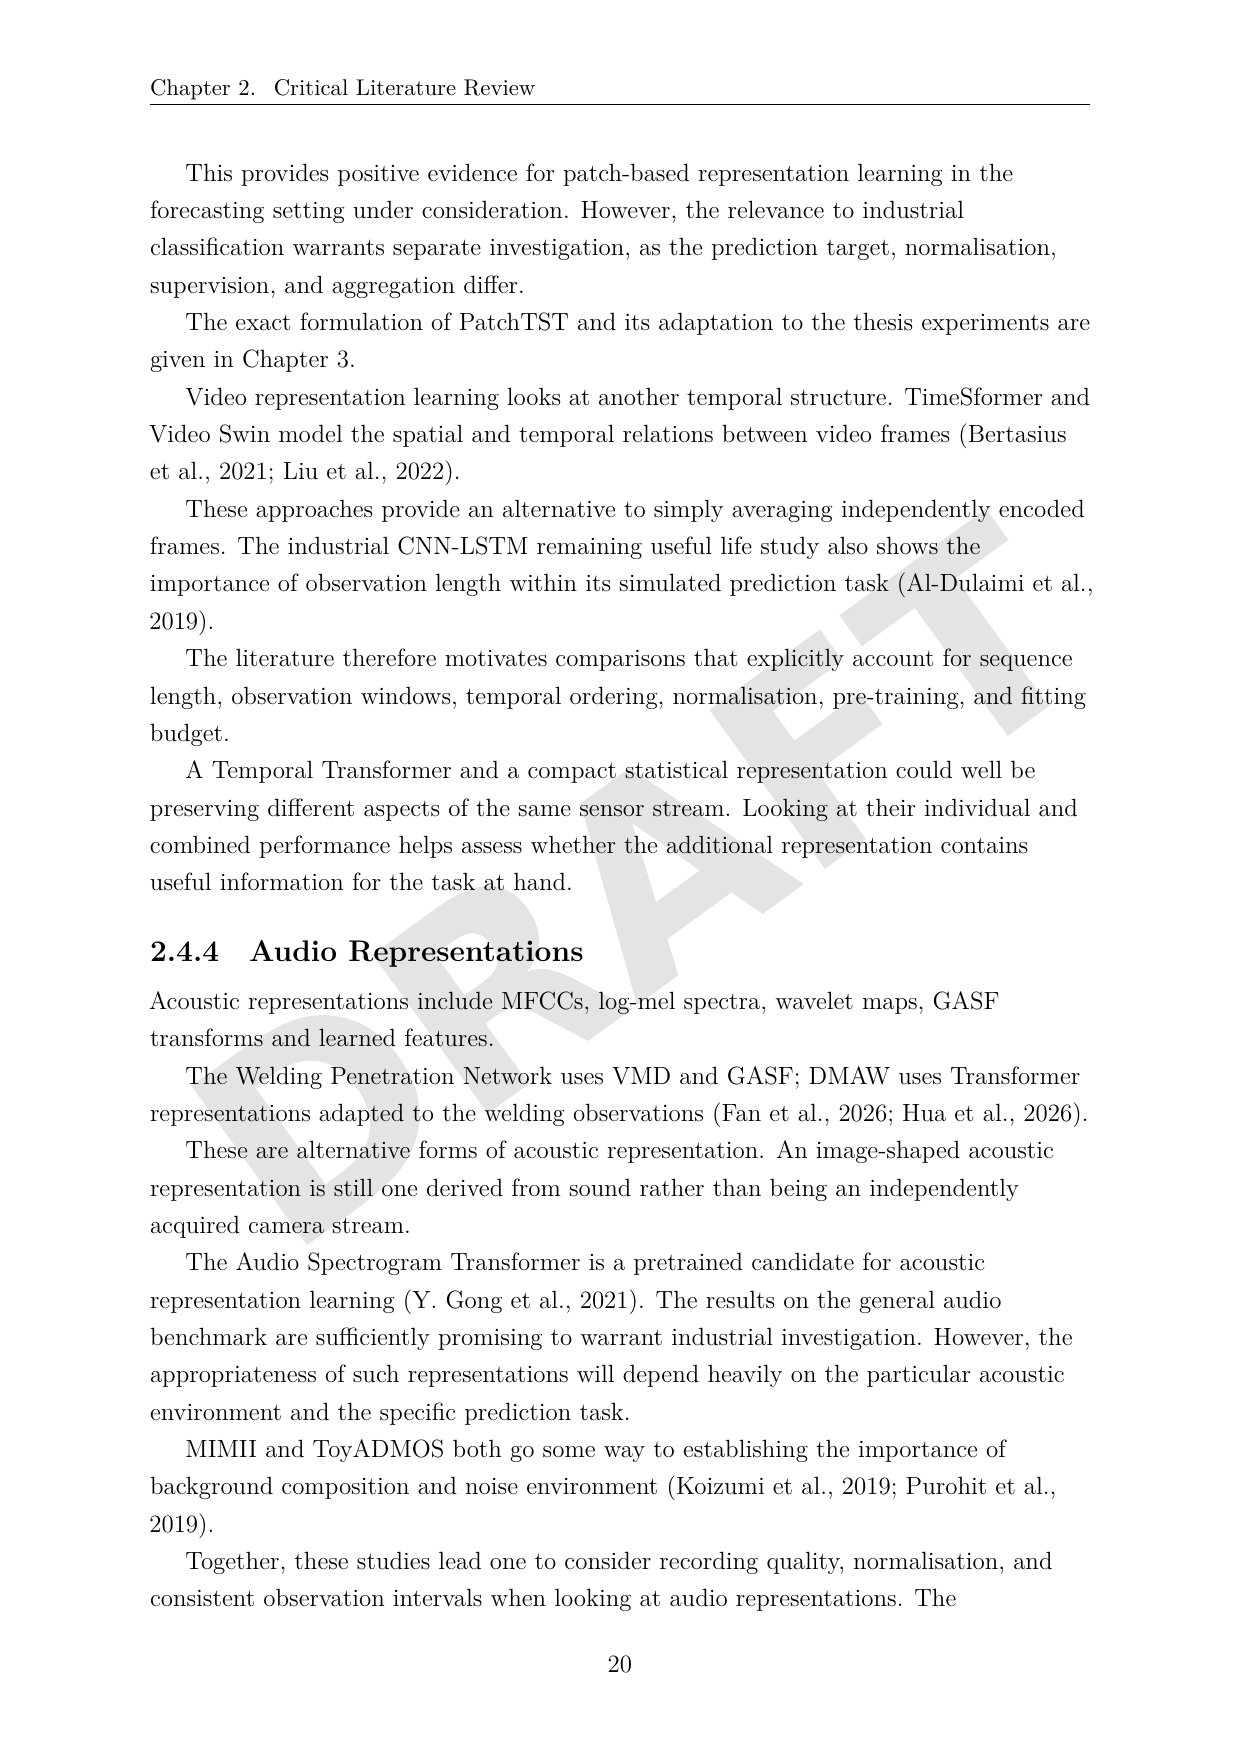 Chapter 2. Critical Literature Review
This provides positive evidence for patch-based representation learning in the
forecasting setting under consideration. However, the relevance to industrial
classification warrants separate investigation, as the prediction target, normalisation,
supervision, and aggregation differ.
The exact formulation of PatchTST and its adaptation to the thesis experiments are
given in Chapter 3.
Video representation learning looks at another temporal structure. TimeSformer and
Video Swin model the spatial and temporal relations between video frames (Bertasius
et al., 2021; Liu et al., 2022).
These approaches provide an alternative to simply averaging independently encoded
frames. The industrial CNN-LSTM remaining useful life study also shows the
importance of observation length within its simulated prediction task (Al-Dulaimi et al.,
2019).
The literature therefore motivates comparisons that explicitly account for sequence
length, observation windows, temporal ordering, normalisation, pre-training, and fitting
budget.
A Temporal Transformer and a compact statistical representation could well be
preserving different aspects of the same sensor stream. Looking at their individual and
combined performance helps assess whether the additional representation contains
useful information for the task at hand.
2.4.4 Audio Representations
Acoustic representations include MFCCs, log-mel spectra, wavelet maps, GASF
transforms and learned features.
The Welding Penetration Network uses VMD and GASF; DMAW uses Transformer
representations adapted to the welding observations (Fan et al., 2026; Hua et al., 2026).
These are alternative forms of acoustic representation. An image-shaped acoustic
representation is still one derived from sound rather than being an independently
acquired camera stream.
The Audio Spectrogram Transformer is a pretrained candidate for acoustic
representation learning (Y. Gong et al., 2021). The results on the general audio
benchmark are sufficiently promising to warrant industrial investigation. However, the
appropriateness of such representations will depend heavily on the particular acoustic
environment and the specific prediction task.
MIMII and ToyADMOS both go some way to establishing the importance of
background composition and noise environment (Koizumi et al., 2019; Purohit et al.,
2019).
Together, these studies lead one to consider recording quality, normalisation, and
consistent observation intervals when looking at audio representations. The
20
DRAFT